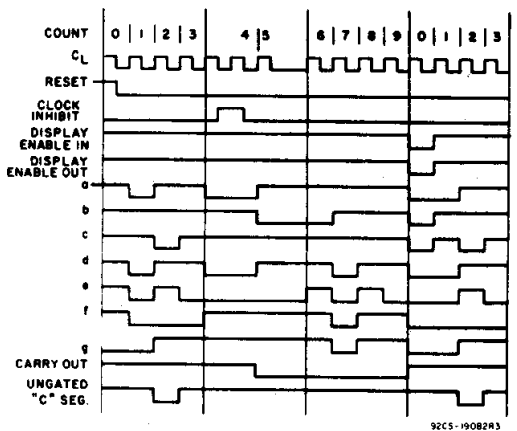 COUNT 0 1 2 3 4 5 6 7 8 9 0 1 2 3
CL
RESET
CLOCK
INHIBIT
DISPLAY
ENABLE IN
DISPLAY
ENABLE OUT
a
b
c
d
e
f
g
CARRY OUT
UNGATED
"C" SEG.
92CS-19082R3